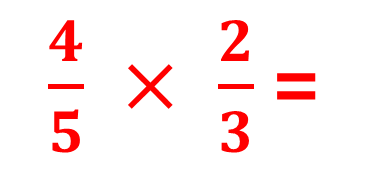 4/5 × 2/3 =